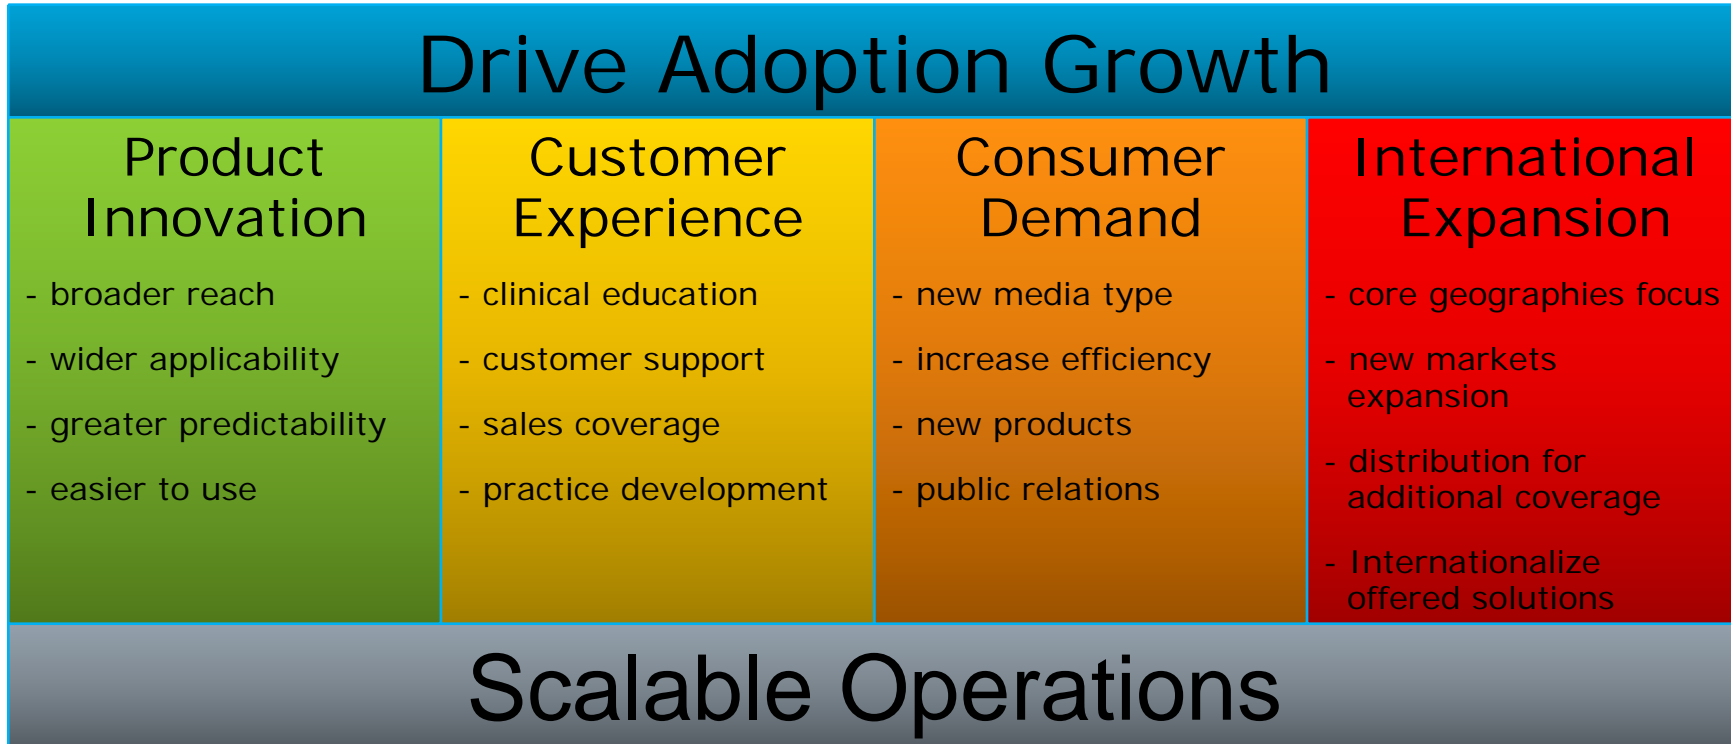 Drive Adoption Growth
Product
Innovation
- broader reach
- wider applicability
- greater predictability
- easier to use
Customer
Experience
- clinical education
- customer support
- sales coverage
- practice development
Consumer
Demand
- new media type
- increase efficiency
- new products
- public relations
International
Expansion
- core geographies focus
- new markets
expansion
- distribution for
additional coverage
- Internationalize
offered solutions
Scalable Operations